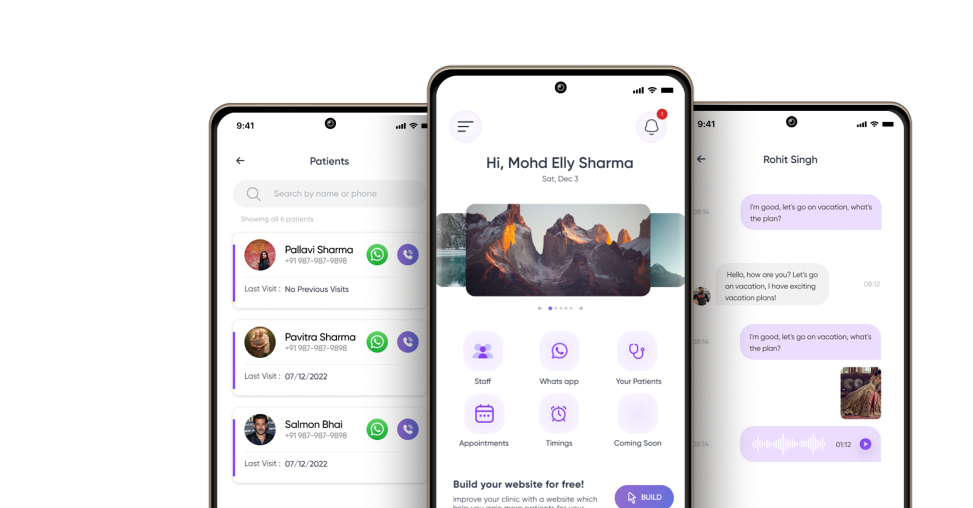 9:41
Patients
Search by name or phone
Showing all 6 patients
Pallavi Sharma
+91 987-987-9898
Last Visit : No Previous Visits
Pavitra Sharma
+91 987-987-9898
Last Visit : 07/12/2022
Salmon Bhai
+91 987-987-9898
Last Visit : 07/12/2022
1
Hi, Mohd Elly Sharma
Sat, Dec 3
Staff
Whats app
Your Patients
Appointments
Timings
Coming Soon
Build your website for free!
improve your clinic with a website which
help you gain more patients for your
BUILD
9:41
Rohit Singh
I'm good, let's go on vacation, what's
the plan?
Hello, how are you? Let's go
on vacation, I have exciting
vacation plans!
08:12
08:14
I'm good, let's go on vacation, what's
the plan?
08:14
01:12